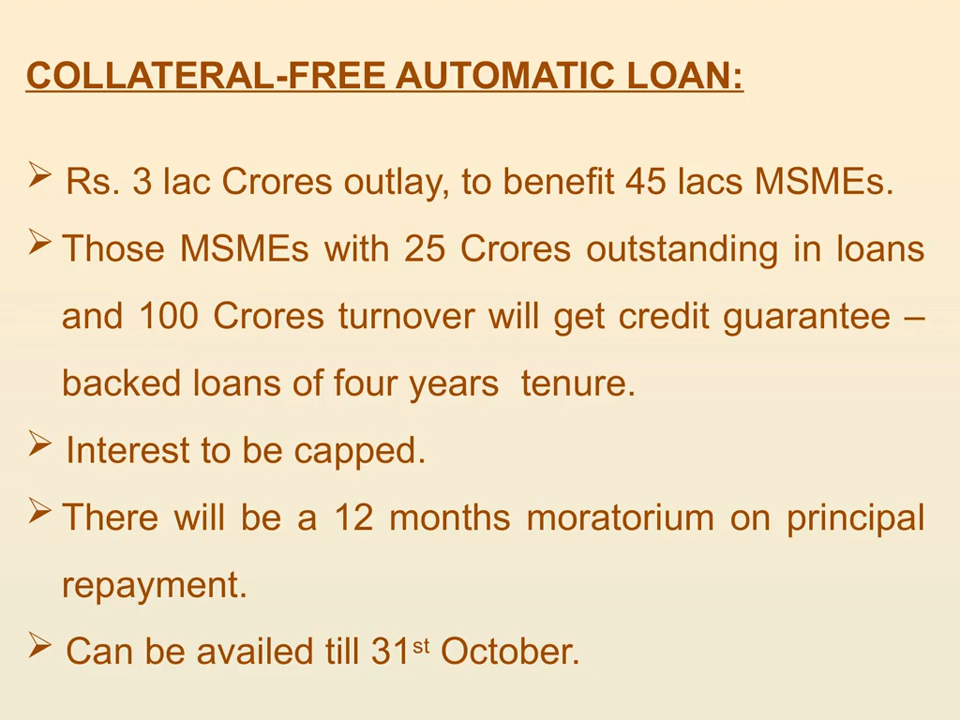 COLLATERAL-FREE AUTOMATIC LOAN:
➢ Rs. 3 lac Crores outlay, to benefit 45 lacs MSMEs.
➢ Those MSMEs with 25 Crores outstanding in loans
and 100 Crores turnover will get credit guarantee –
backed loans of four years  tenure.
➢ Interest to be capped.
➢ There will be a 12 months moratorium on principal
repayment.
➢ Can be availed till 31st October.